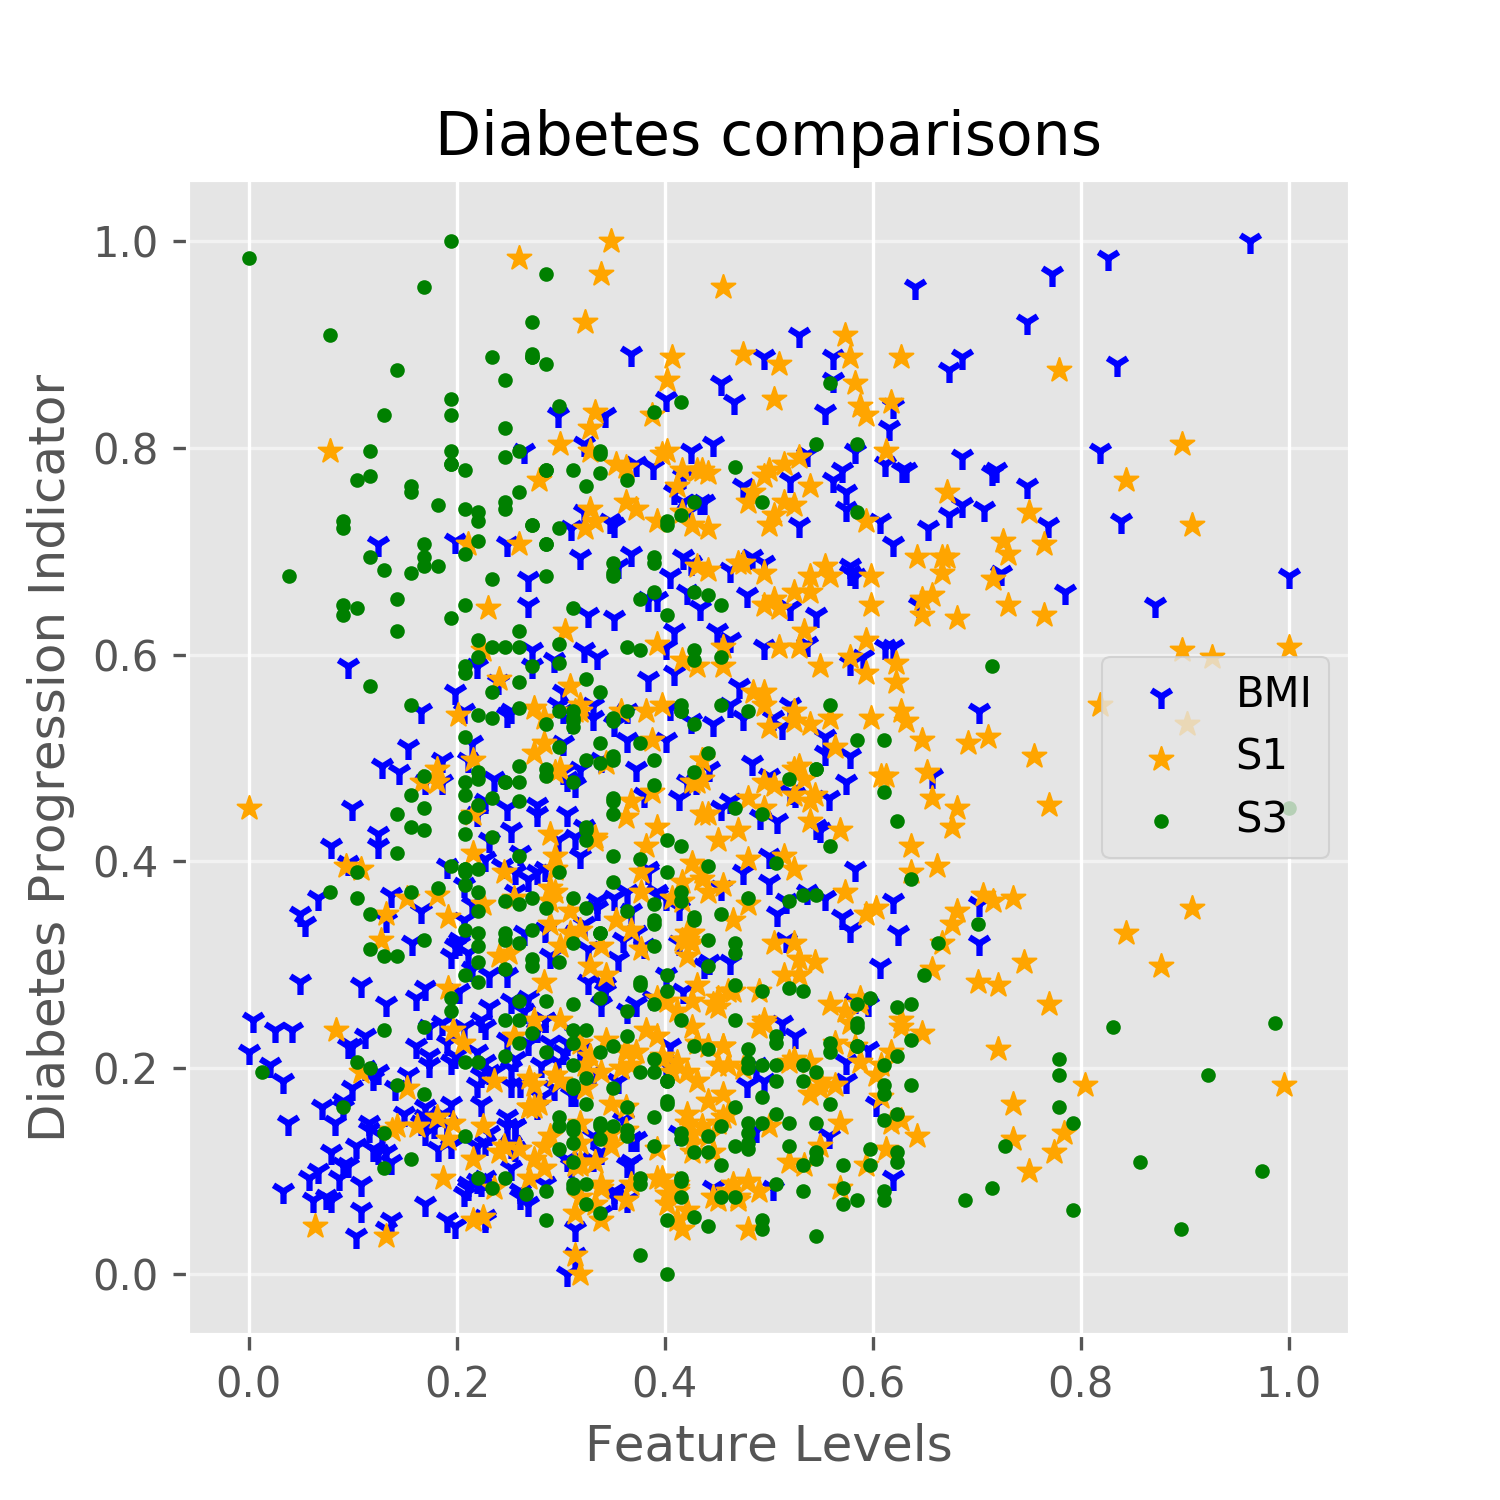 Diabetes comparisons
Diabetes Progression Indicator
1.0
0.8
0.6
0.4
0.2
0.0
BMI
S1
S3
0.0 0.2 0.4 0.6 0.8 1.0
Feature Levels